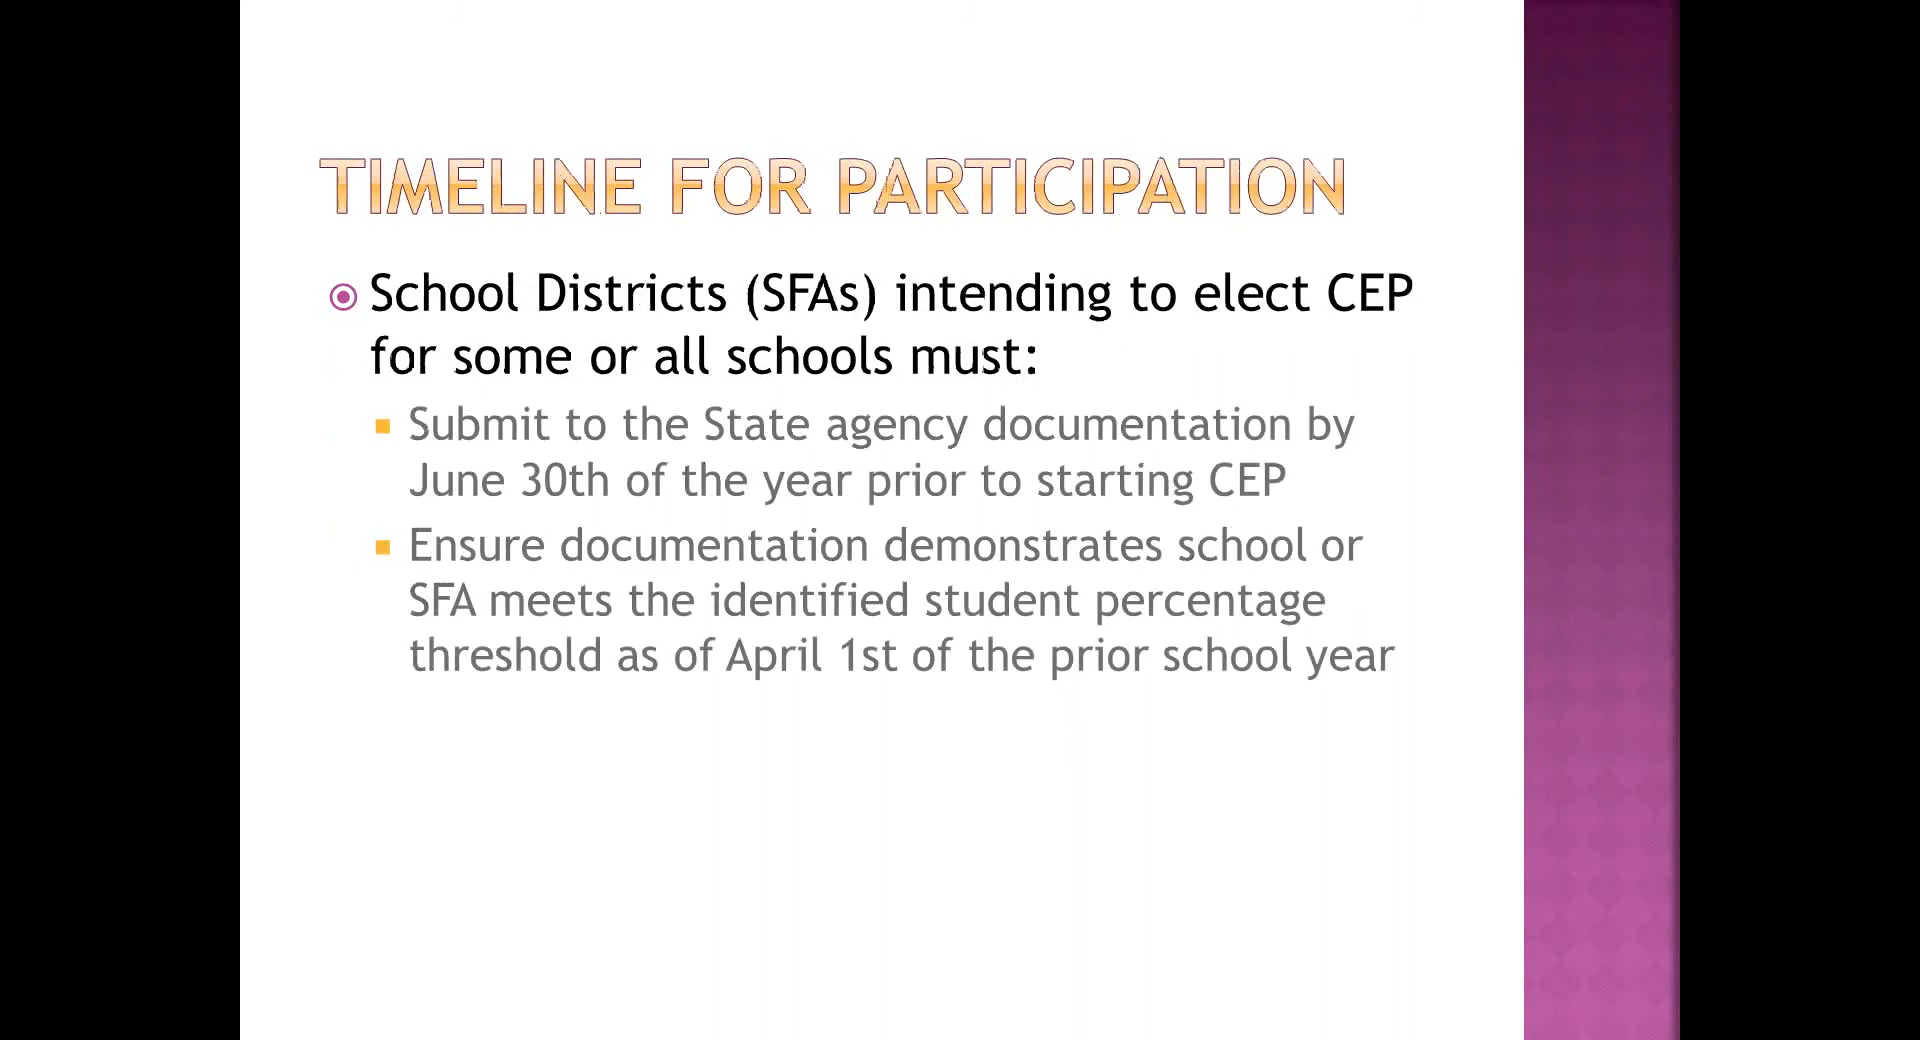 TIMELINE FOR PARTICIPATION
School Districts (SFAs) intending to elect CEP
for some or all schools must:
Submit to the State agency documentation by
June 30th of the year prior to starting CEP
Ensure documentation demonstrates school or
SFA meets the identified student percentage
threshold as of April 1st of the prior school year